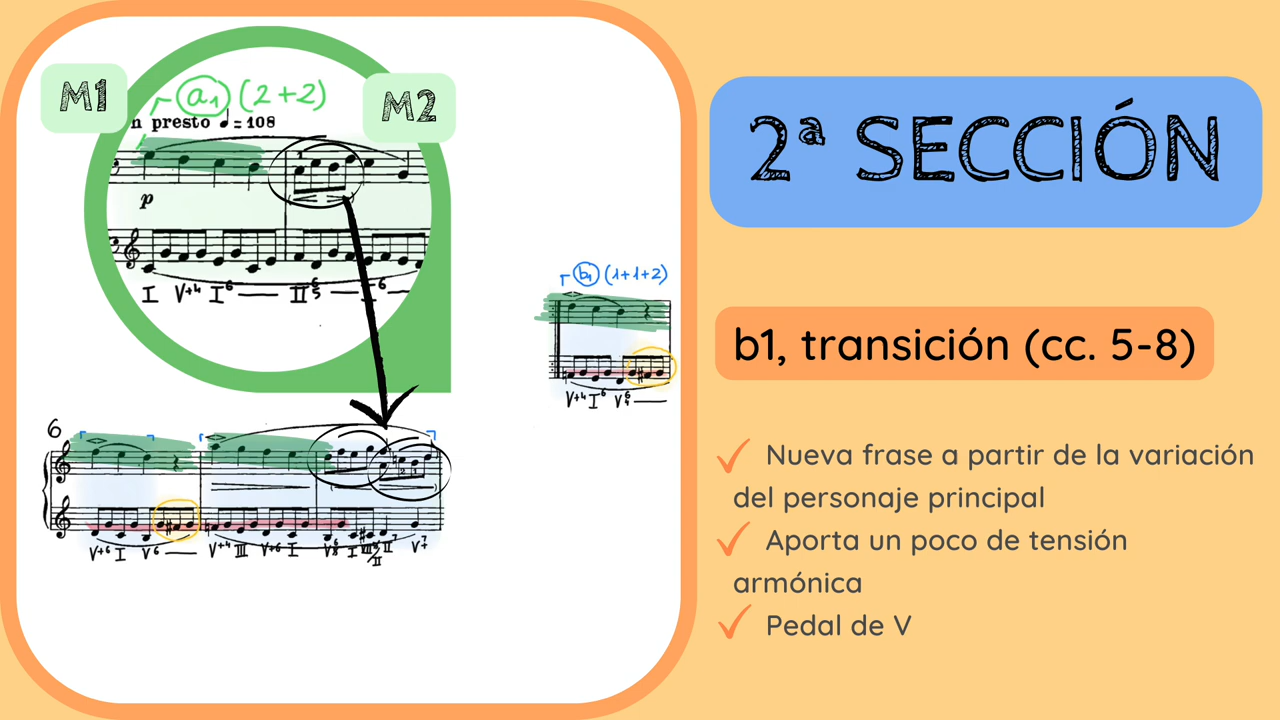 M1
a1 (2+2)
M2
n presto ♩= 108
p
I V+4 I6 II6/5 I6
2ª SECCIÓN
b1 (1+1+2)
V+4 I6 V6/4
b1, transición (cc. 5-8)
6
V+6 I V6 V+4 III V+6 I
Nueva frase a partir de la variación
del personaje principal
Aporta un poco de tensión
armónica
Pedal de V